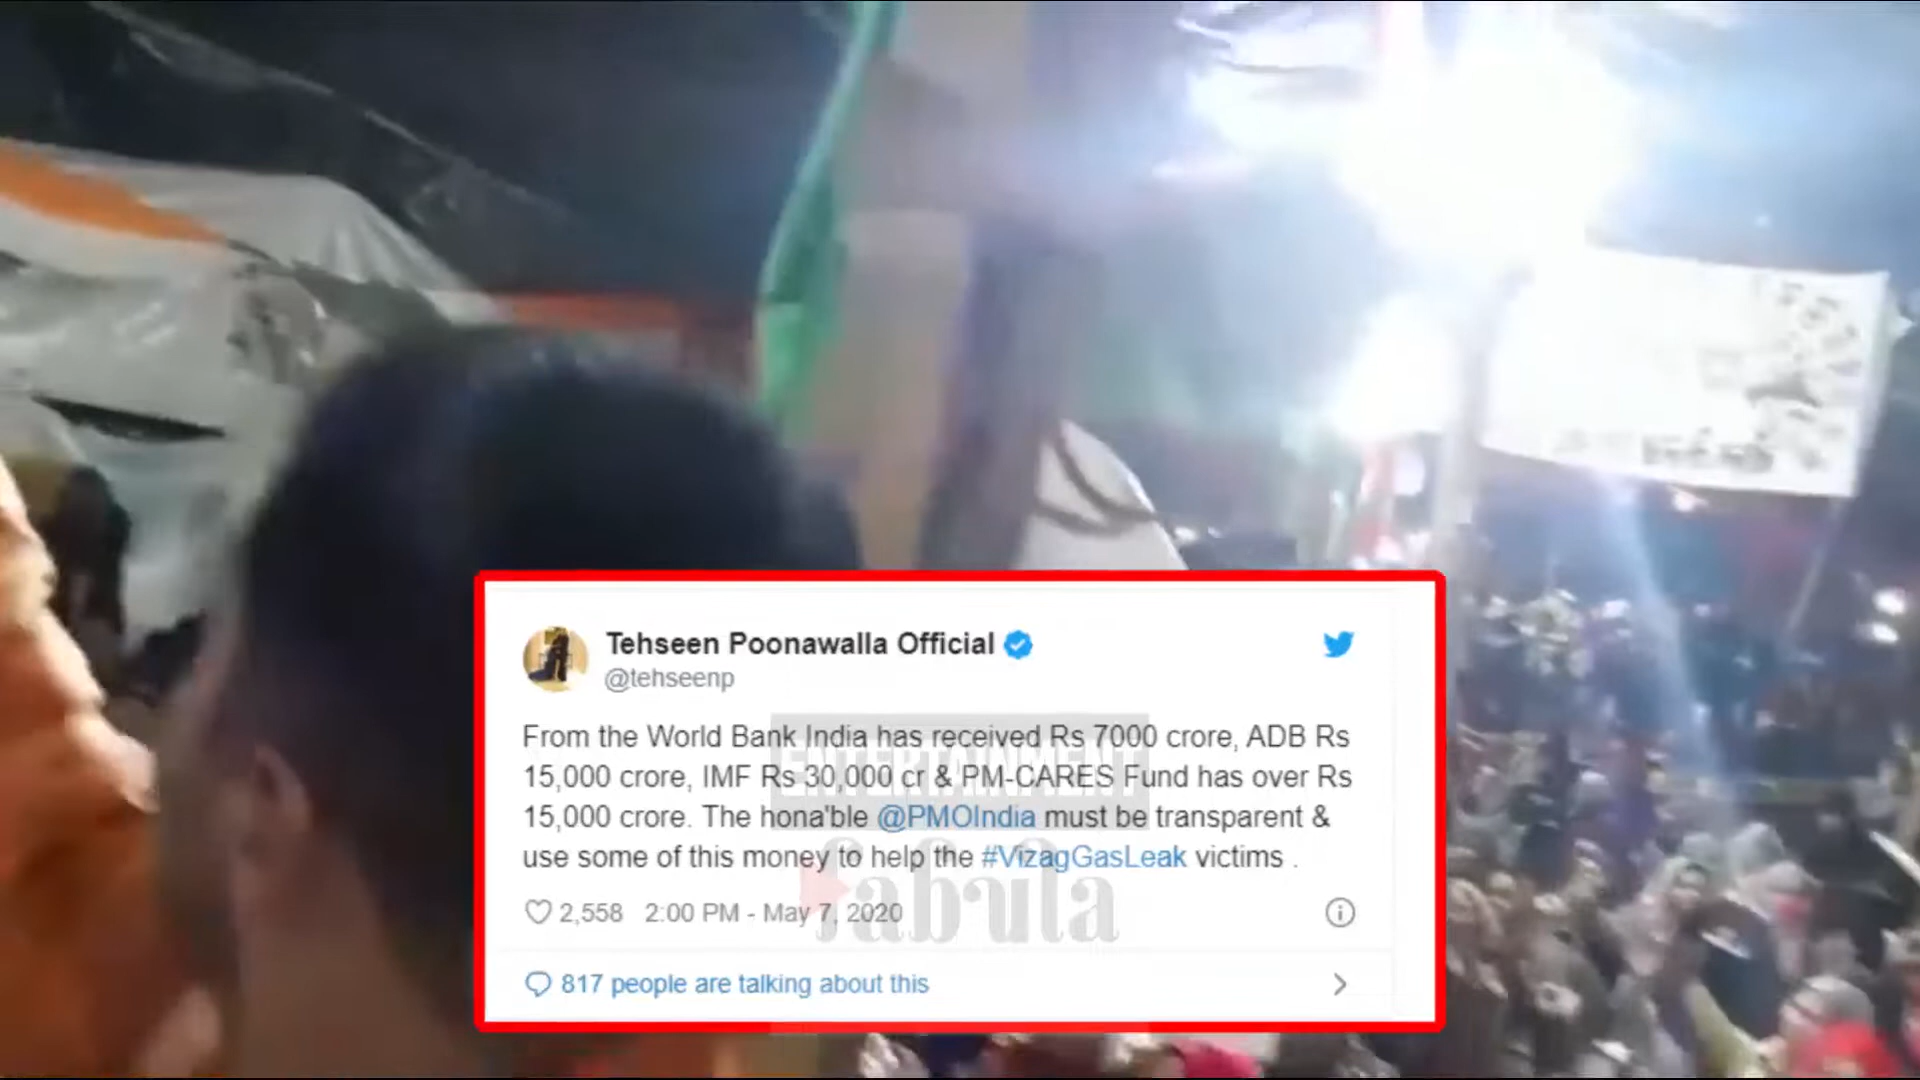 Tehseen Poonawalla Official
@tehseenp
From the World Bank India has received Rs 7000 crore, ADB Rs
15,000 crore, IMF Rs 30,000 cr & PM-CARES Fund has over Rs
15,000 crore. The hona'ble @PMOIndia must be transparent &
use some of this money to help the #VizagGasLeak victims .
2,558 2:00 PM - May 7, 2020
817 people are talking about this
ENTERTAINMENT
fabula